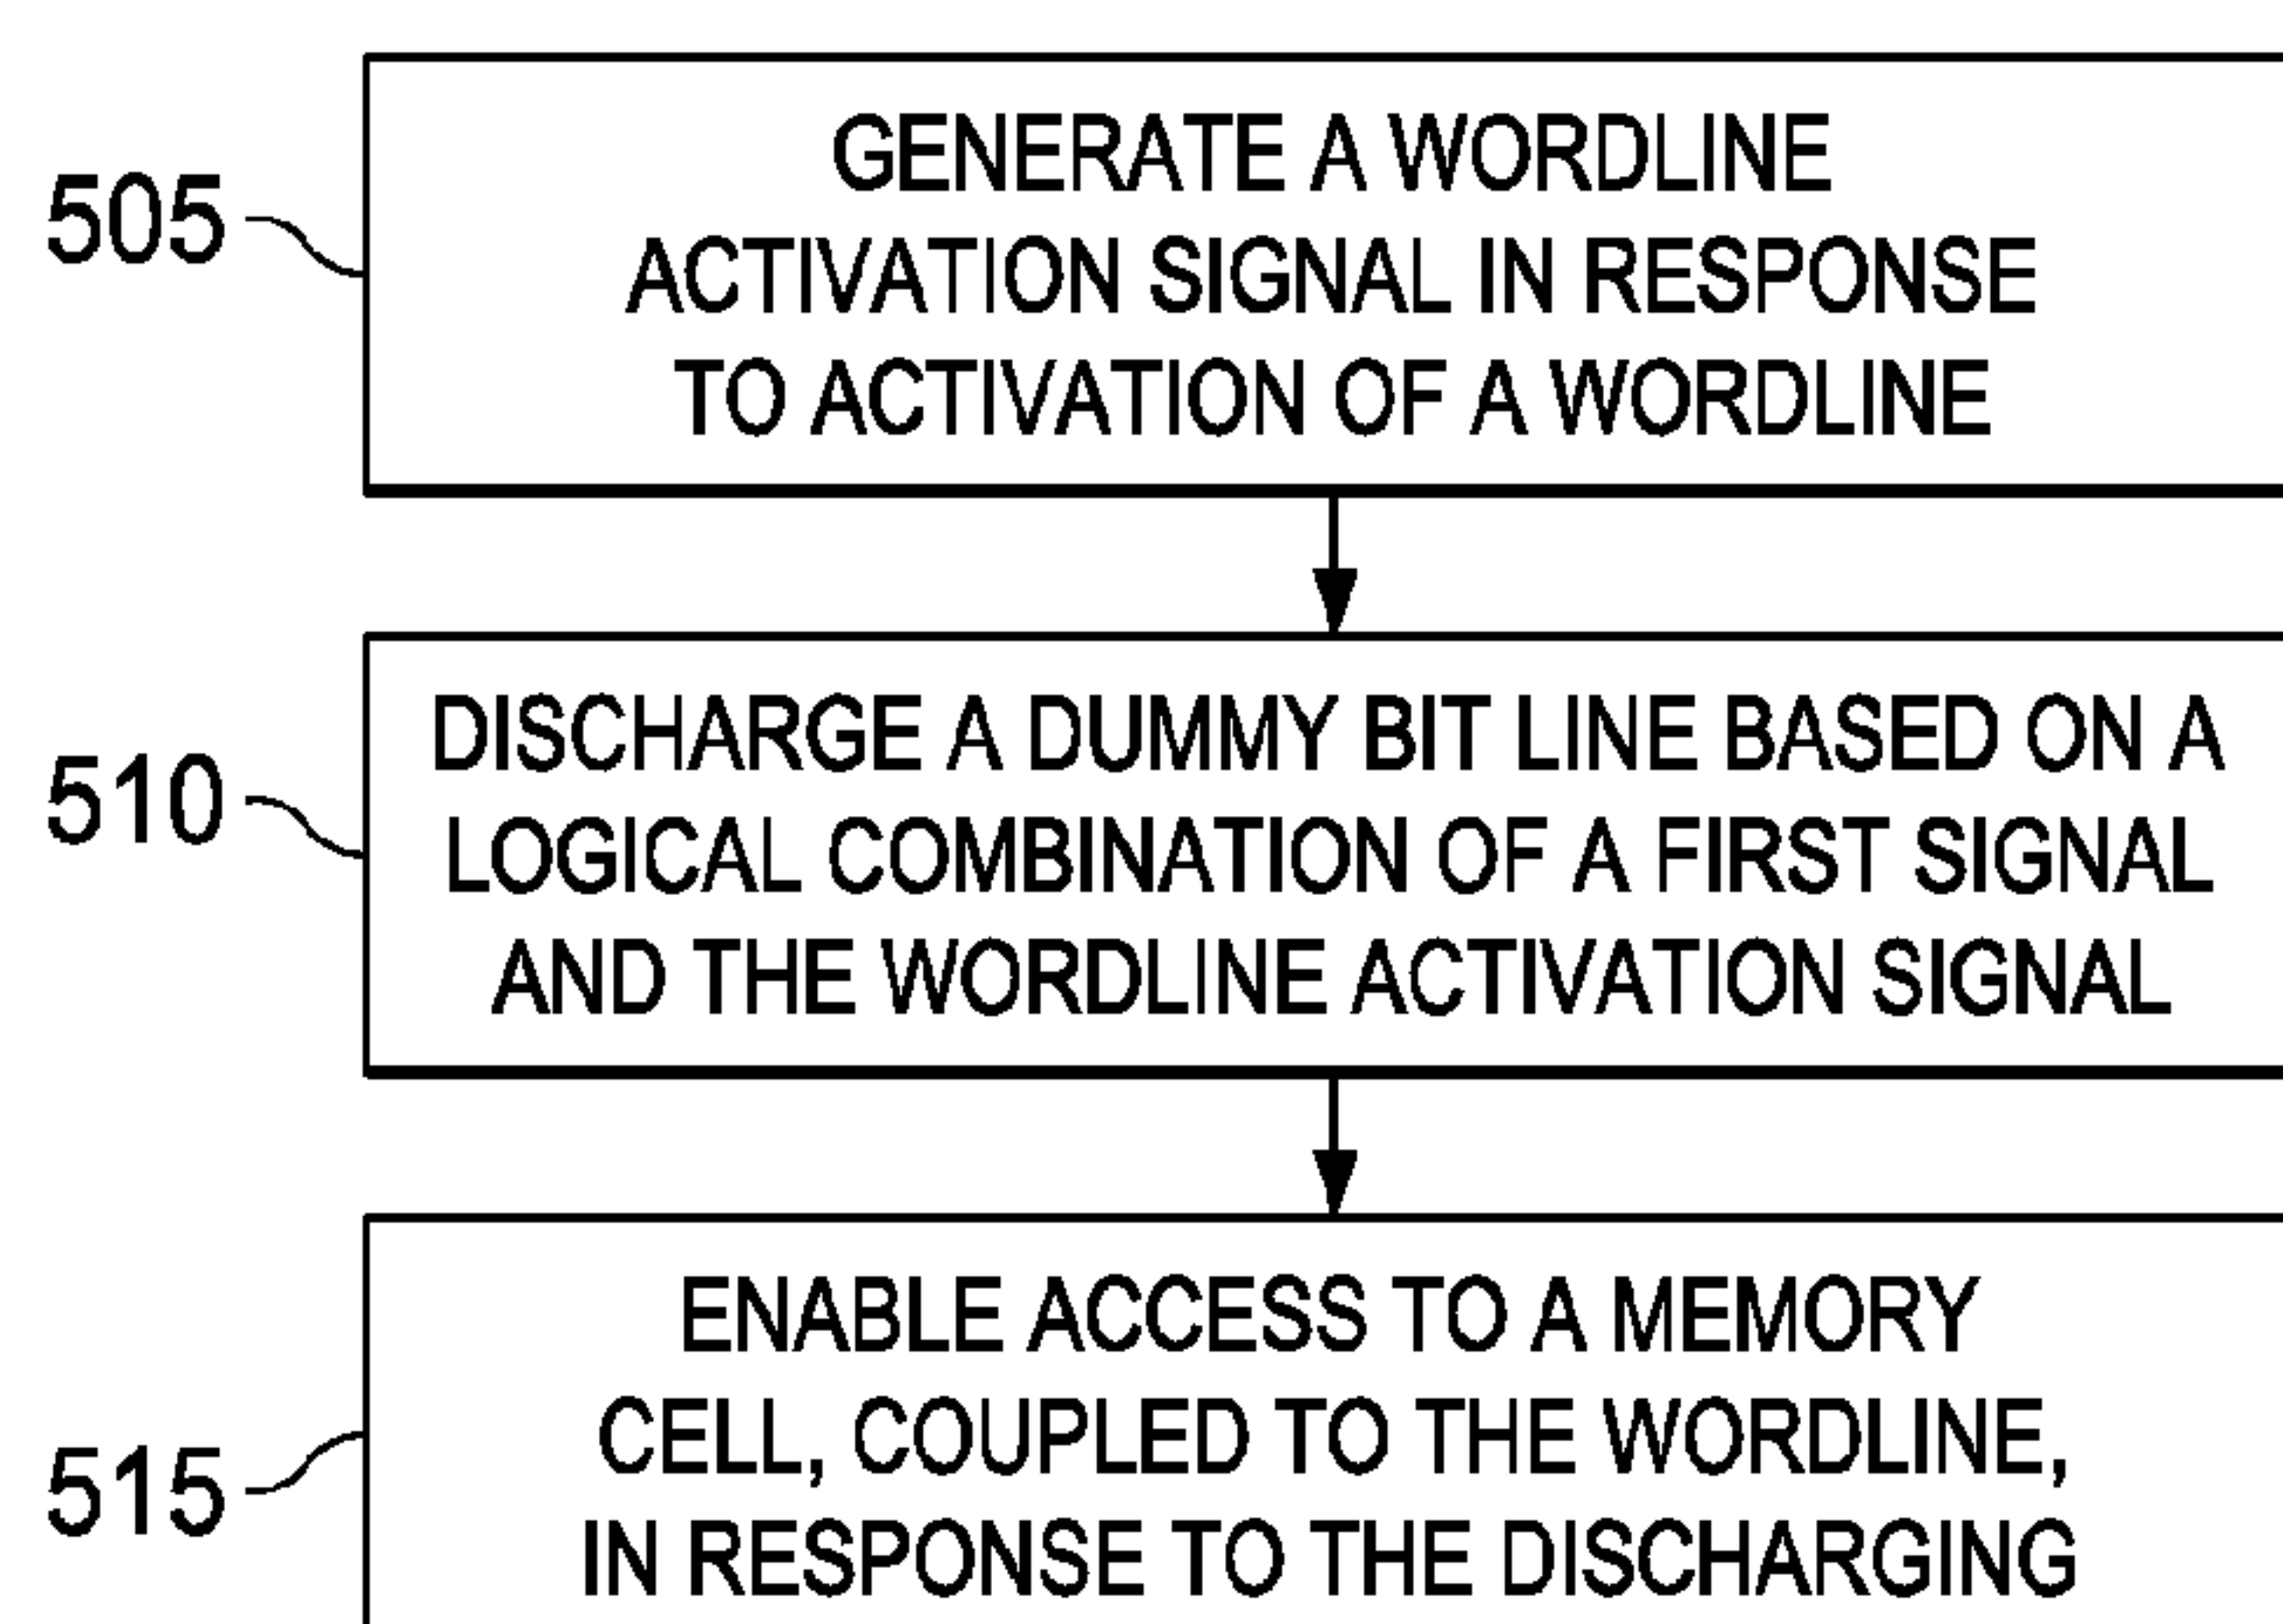 505
GENERATE A WORDLINE
ACTIVATION SIGNAL IN RESPONSE
TO ACTIVATION OF A WORDLINE
510
DISCHARGE A DUMMY BIT LINE BASED ON A
LOGICAL COMBINATION OF A FIRST SIGNAL
AND THE WORDLINE ACTIVATION SIGNAL
515
ENABLE ACCESS TO A MEMORY
CELL, COUPLED TO THE WORDLINE,
IN RESPONSE TO THE DISCHARGING